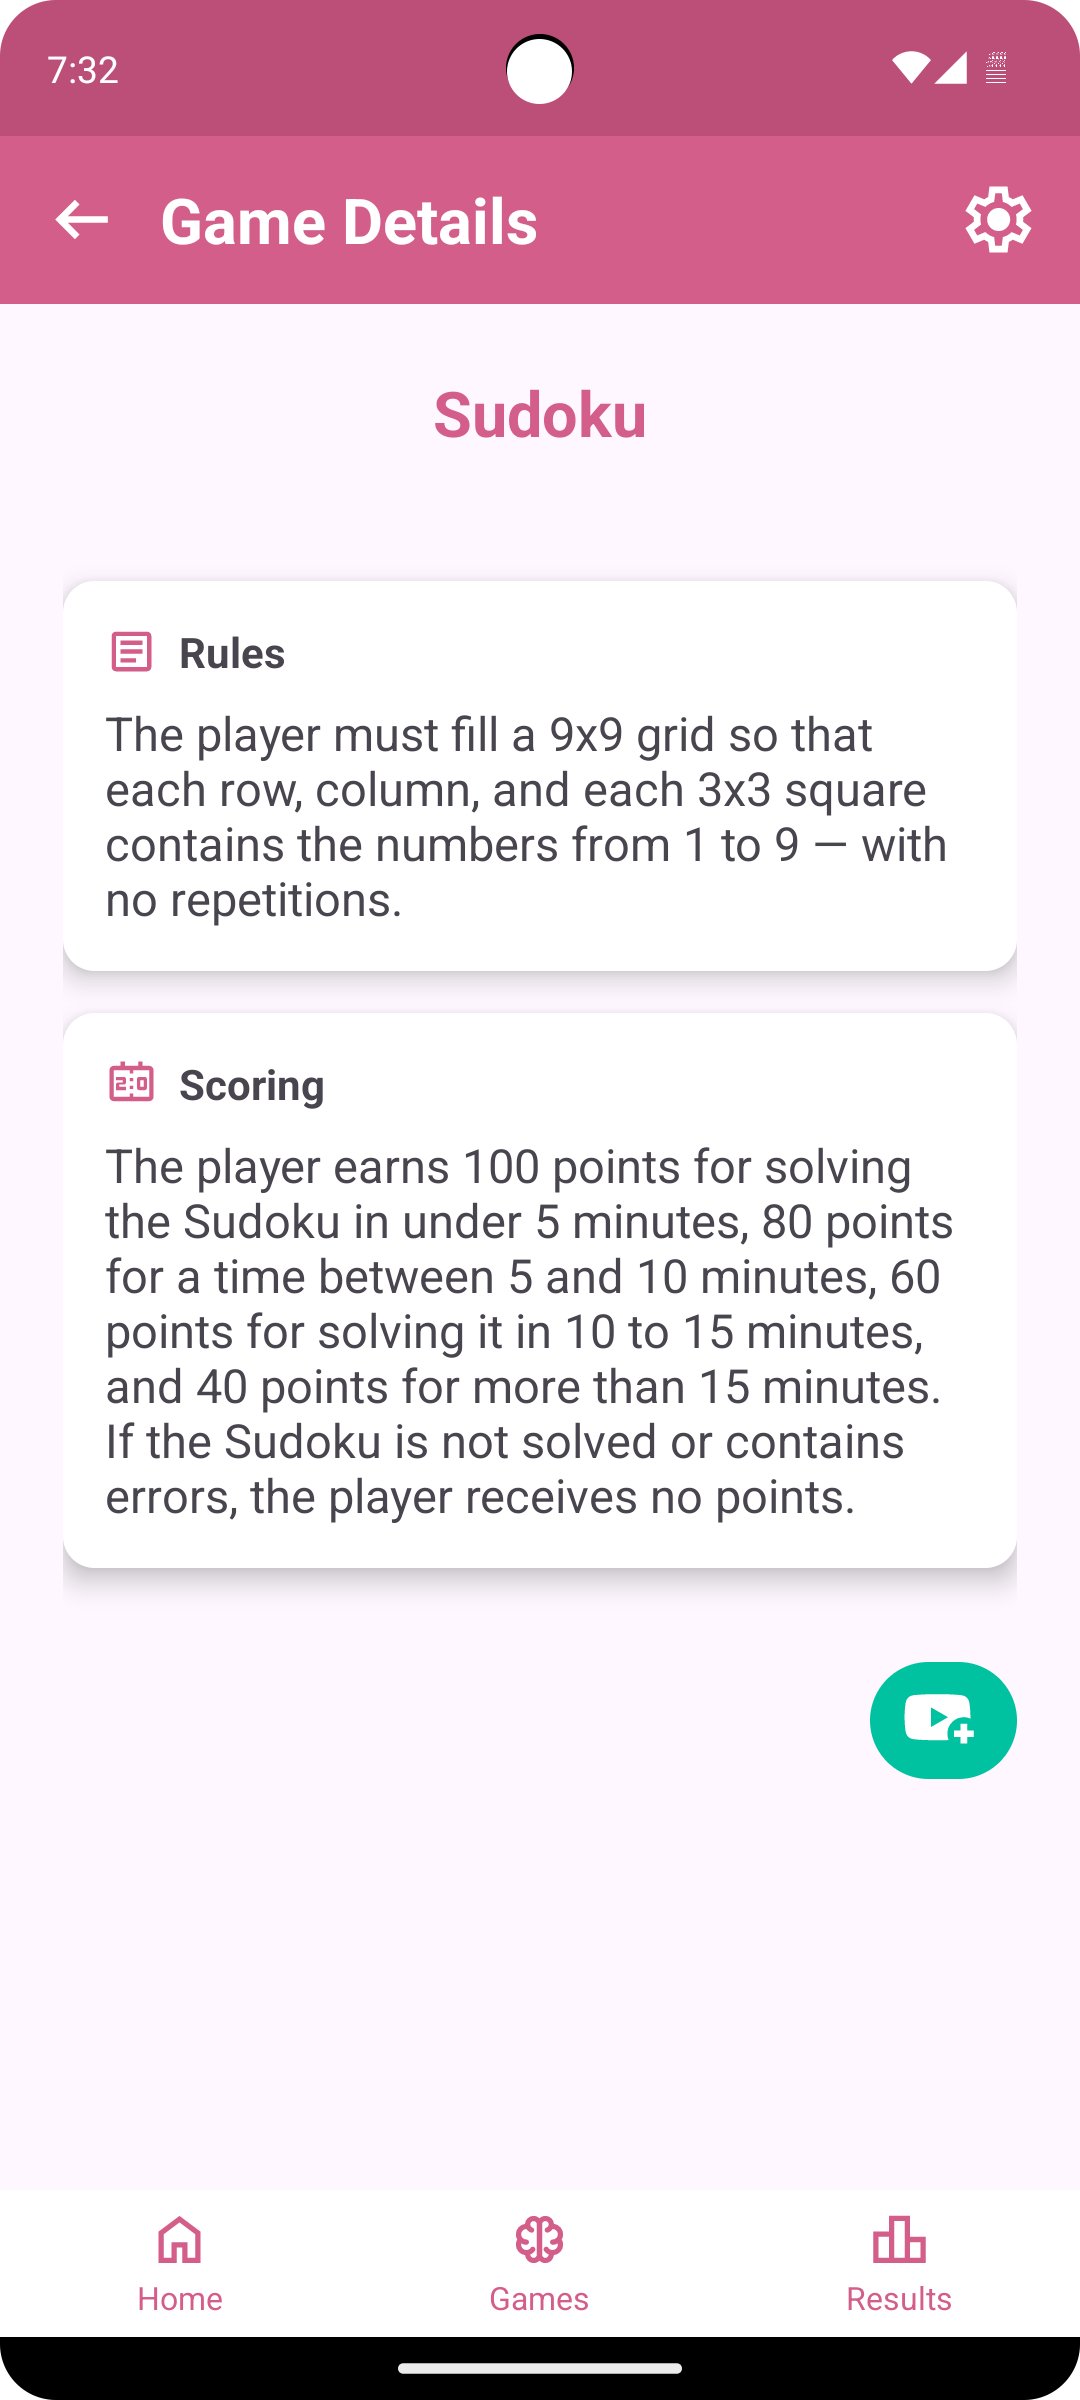 7:32
Game Details
Sudoku
Rules
The player must fill a 9x9 grid so that
each row, column, and each 3x3 square
contains the numbers from 1 to 9 — with
no repetitions.
2:0
Scoring
The player earns 100 points for solving
the Sudoku in under 5 minutes, 80 points
for a time between 5 and 10 minutes, 60
points for solving it in 10 to 15 minutes,
and 40 points for more than 15 minutes.
If the Sudoku is not solved or contains
errors, the player receives no points.
Home
Games
Results